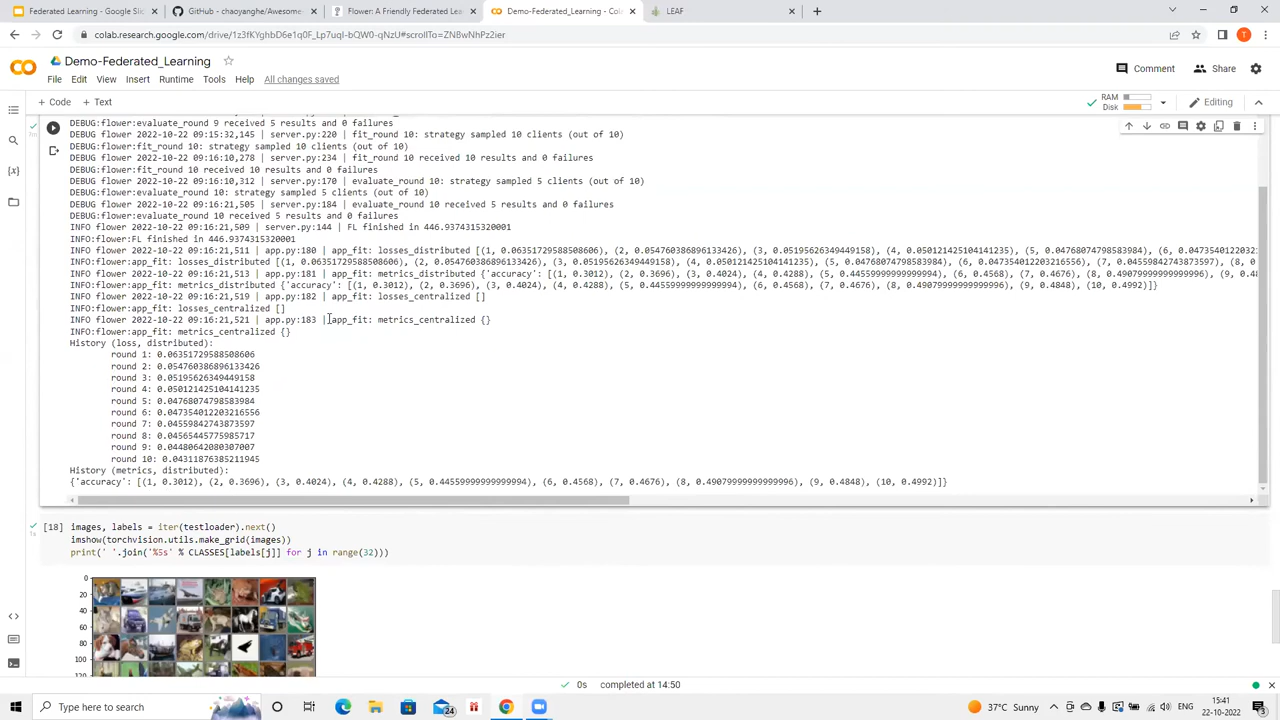 Federated Learning - Google Slid
GitHub - chaoyanghe/Awesome-
Flower: A Friendly Federated Lea
Demo-Federated_Learning - Cola
LEAF
colab.research.google.com/drive/1z3fKYghbD6e1q0F_Lp7uqI-bQW0-qNzU#scrollTo=ZN8wNhPz2ier
T
Demo-Federated_Learning
File Edit View Insert Runtime Tools Help All changes saved
Comment Share
+ Code + Text
RAM
Disk
Editing
DEBUG:flower:evaluate_round 9 received 5 results and 0 failures
DEBUG flower 2022-10-22 09:15:32,145 | server.py:220 | fit_round 10: strategy sampled 10 clients (out of 10)
DEBUG:flower:fit_round 10: strategy sampled 10 clients (out of 10)
DEBUG flower 2022-10-22 09:16:10,278 | server.py:234 | fit_round 10 received 10 results and 0 failures
DEBUG:flower:fit_round 10 received 10 results and 0 failures
DEBUG flower 2022-10-22 09:16:10,312 | server.py:170 | evaluate_round 10: strategy sampled 5 clients (out of 10)
DEBUG:flower:evaluate_round 10: strategy sampled 5 clients (out of 10)
DEBUG flower 2022-10-22 09:16:21,505 | server.py:184 | evaluate_round 10 received 5 results and 0 failures
DEBUG:flower:evaluate_round 10 received 5 results and 0 failures
INFO flower 2022-10-22 09:16:21,509 | server.py:144 | FL finished in 446.9374315320001
INFO:flower:FL finished in 446.9374315320001
INFO flower 2022-10-22 09:16:21,511 | app.py:180 | app_fit: losses_distributed [(1, 0.06351729588508606), (2, 0.054760386896133426), (3, 0.05195626349449158), (4, 0.050121425104141235), (5, 0.04768074798583984), (6, 0.047354012203216556), (7, 0.0455984274387359
INFO:flower:app_fit: losses_distributed [(1, 0.06351729588508606), (2, 0.054760386896133426), (3, 0.05195626349449158), (4, 0.050121425104141235), (5, 0.04768074798583984), (6, 0.047354012203216556), (7, 0.04559842743873597), (8, 0.0456544577598571
INFO flower 2022-10-22 09:16:21,513 | app.py:181 | app_fit: metrics_distributed {'accuracy': [(1, 0.3012), (2, 0.3696), (3, 0.4024), (4, 0.4288), (5, 0.44559999999999994), (6, 0.4568), (7, 0.4676), (8, 0.49079999999999996), (9, 0.48
INFO:flower:app_fit: metrics_distributed {'accuracy': [(1, 0.3012), (2, 0.3696), (3, 0.4024), (4, 0.4288), (5, 0.44559999999999994), (6, 0.4568), (7, 0.4676), (8, 0.49079999999999996), (9, 0.4848), (10, 0.4992)]}
INFO flower 2022-10-22 09:16:21,519 | app.py:182 | app_fit: losses_centralized []
INFO:flower:app_fit: losses_centralized []
INFO flower 2022-10-22 09:16:21,521 | app.py:183 | app_fit: metrics_centralized {}
INFO:flower:app_fit: metrics_centralized {}
History (loss, distributed):
round 1: 0.06351729588508606
round 2: 0.054760386896133426
round 3: 0.05195626349449158
round 4: 0.050121425104141235
round 5: 0.04768074798583984
round 6: 0.047354012203216556
round 7: 0.04559842743873597
round 8: 0.04565445775985717
round 9: 0.04480642080307007
round 10: 0.04311876385211945
History (metrics, distributed):
{'accuracy': [(1, 0.3012), (2, 0.3696), (3, 0.4024), (4, 0.4288), (5, 0.44559999999999994), (6, 0.4568), (7, 0.4676), (8, 0.49079999999999996), (9, 0.4848), (10, 0.4992)]}
[18] images, labels = iter(testloader).next()
imshow(torchvision.utils.make_grid(images))
print(' '.join('%5s' % CLASSES[labels[j]] for j in range(32)))
0
20
40
60
80
100
0s completed at 14:50
Type here to search
24
37°C Sunny
ENG
15:41
22-10-2022
3